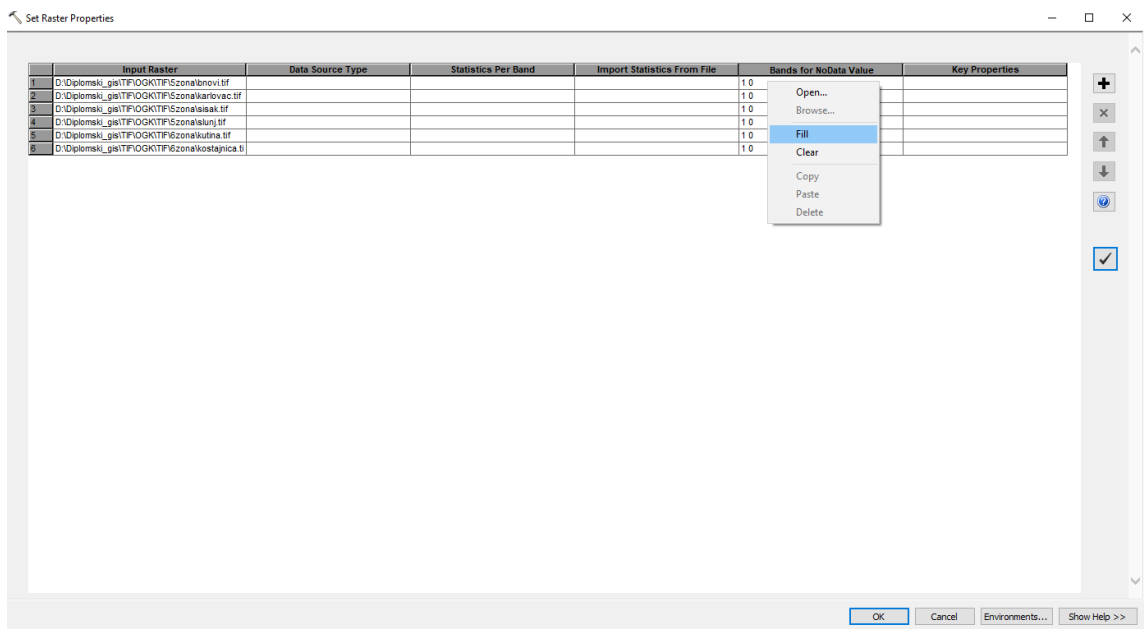 Set Raster Properties
Input Raster Data Source Type Statistics Per Band Import Statistics From File Bands for NoData Value Key Properties
1 D:\Diplomski_gis\TIF\OGK\TIF\5zona\bnovi.tif 1 0
2 D:\Diplomski_gis\TIF\OGK\TIF\5zona\karlovac.tif 1 0
3 D:\Diplomski_gis\TIF\OGK\TIF\5zona\sisak.tif 1 0
4 D:\Diplomski_gis\TIF\OGK\TIF\5zona\slunj.tif 1 0
5 D:\Diplomski_gis\TIF\OGK\TIF\6zona\kutina.tif 1 0
6 D:\Diplomski_gis\TIF\OGK\TIF\6zona\kostajnica.ti 1 0
Open...
Browse...
Fill
Clear
Copy
Paste
Delete
OK Cancel Environments... Show Help >>